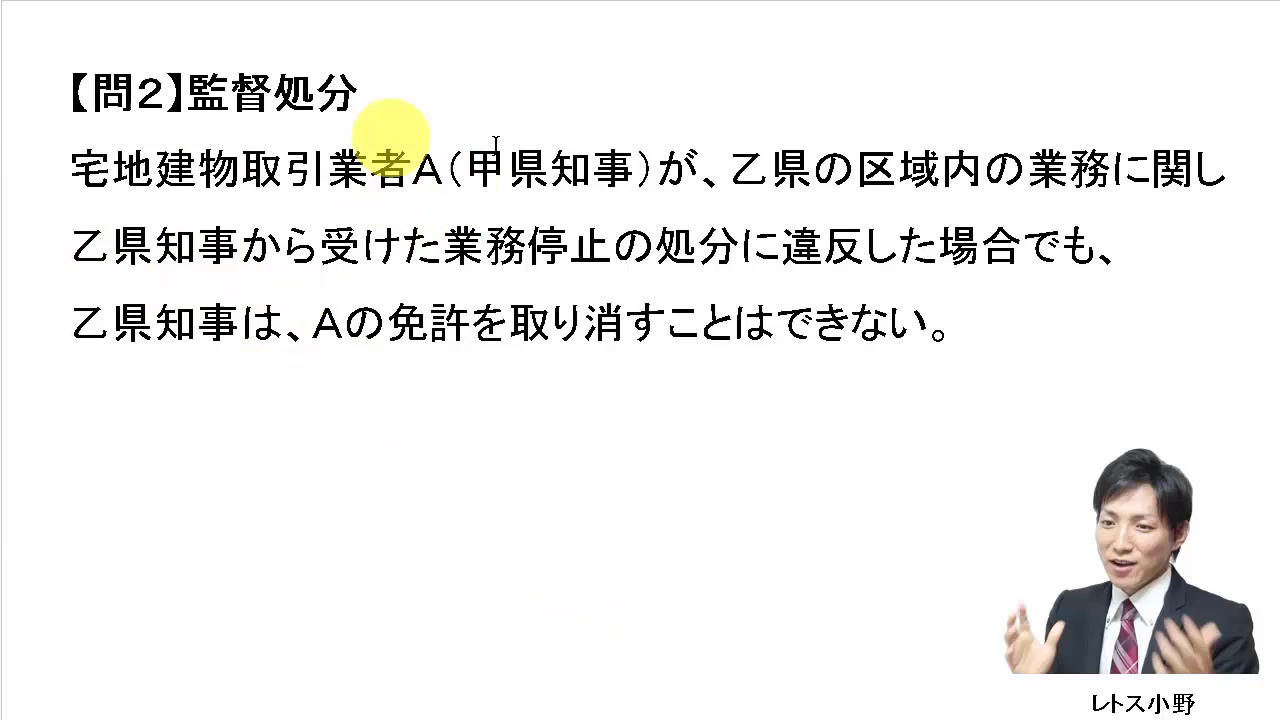 【問２】監督処分
宅地建物取引業者Ａ（甲県知事）が、乙県の区域内の業務に関し
乙県知事から受けた業務停止の処分に違反した場合でも、
乙県知事は、Ａの免許を取り消すことはできない。
レトス小野